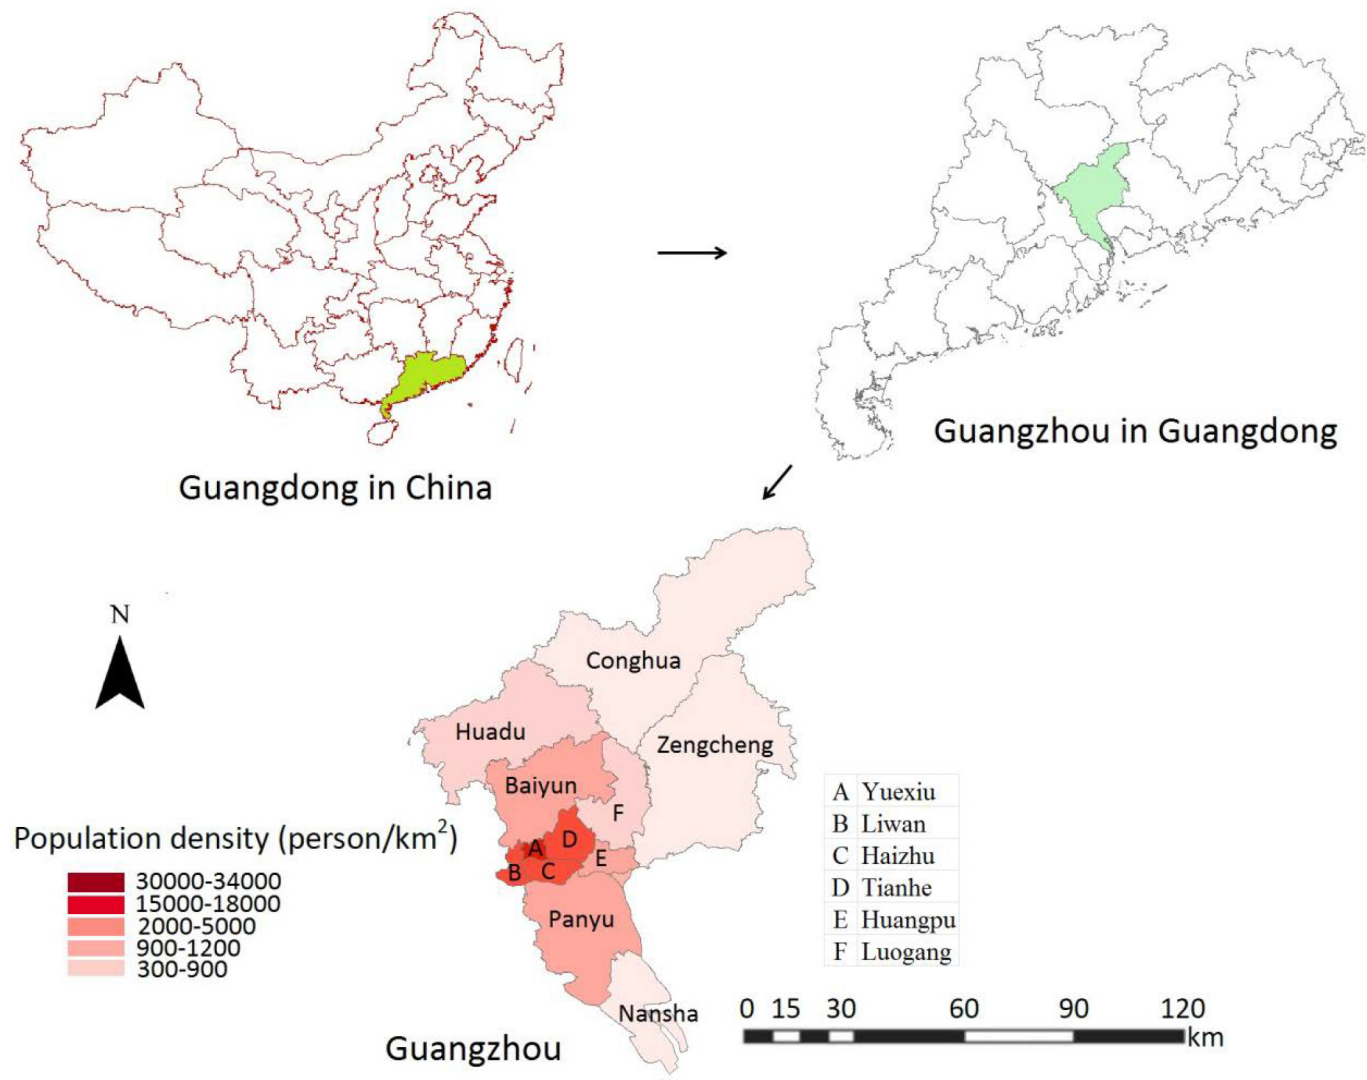 Guangdong in China
Guangzhou in Guangdong
N
Conghua
Huadu
Zengcheng
Baiyun
F
D
A
E
B
C
Panyu
Nansha
Guangzhou
Population density (person/km²)
30000-34000
15000-18000
2000-5000
900-1200
300-900
A Yuexiu
B Liwan
C Haizhu
D Tianhe
E Huangpu
F Luogang
0 15 30 60 90 120
km